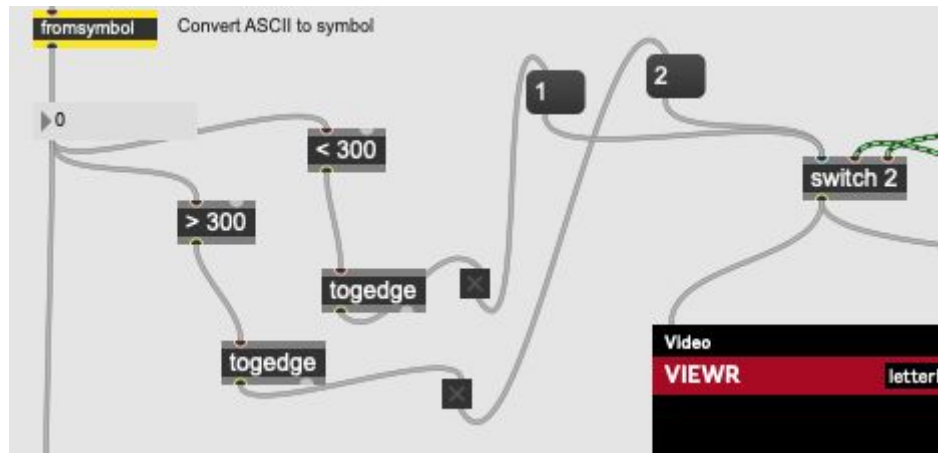 fromsymbol
Convert ASCII to symbol
0
< 300
> 300
togedge
togedge
1
2
switch 2
Video
VIEWR